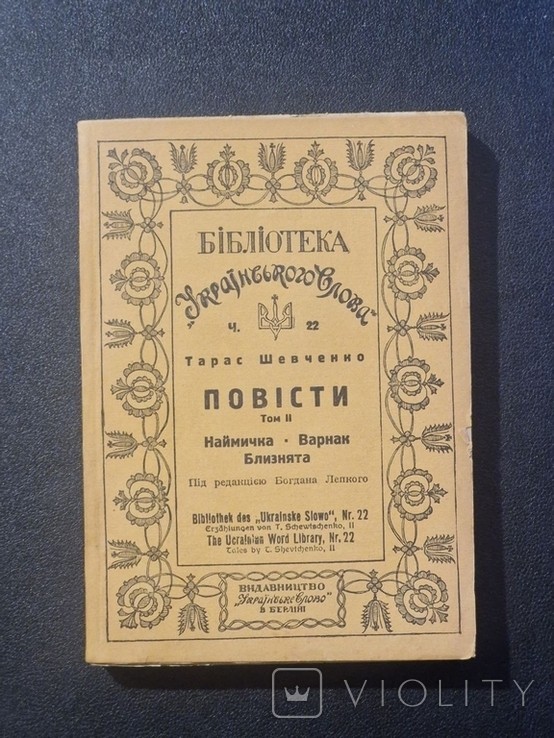 БІБЛІОТЕКА
„Українського Слова"
Ч. 22
Тарас Шевченко
ПОВІСТИ
Том II
Наймичка · Варнак
Близнята
Під редакцією Богдана Лепкого
Bibliothek des „Ukrainske Slowo", Nr. 22
Erzählungen von T. Schewtschenko, II
The Ucrainian Word Library, Nr. 22
Tales by T. Shevtchenko, II
ВИДАВНИЦТВО
„Українське Слово"
В БЕРЛІНІ
VIOLITY